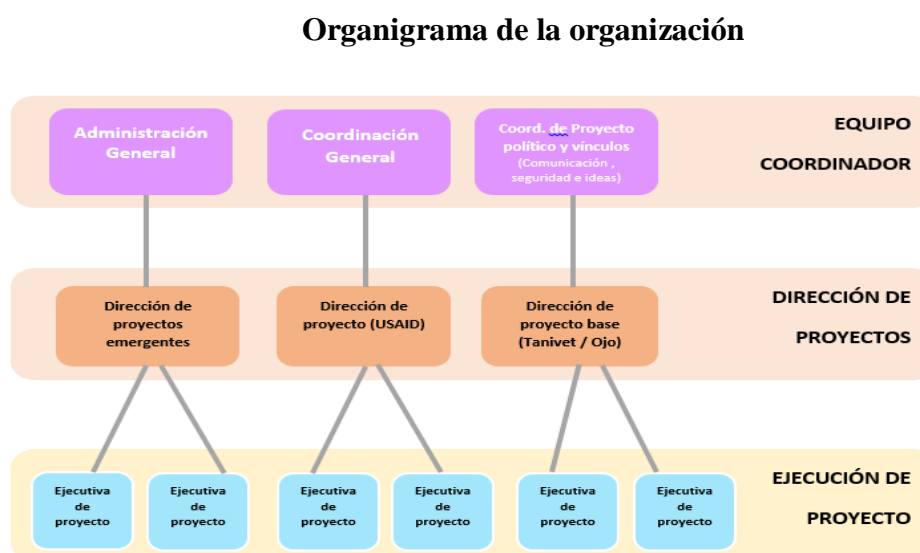 Organigrama de la organización
Administración
General
Coordinación
General
Coord. de Proyecto
político y vínculos
(Comunicación ,
seguridad e ideas)
EQUIPO
COORDINADOR
Dirección de
proyectos
emergentes
Dirección de
proyecto (USAID)
Dirección de
proyecto base
(Tanivet / Ojo)
DIRECCIÓN DE
PROYECTOS
Ejecutiva
de
proyecto
Ejecutiva
de
proyecto
Ejecutiva
de
proyecto
Ejecutiva
de
proyecto
Ejecutiva
de
proyecto
Ejecutiva
de
proyecto
EJECUCIÓN DE
PROYECTO